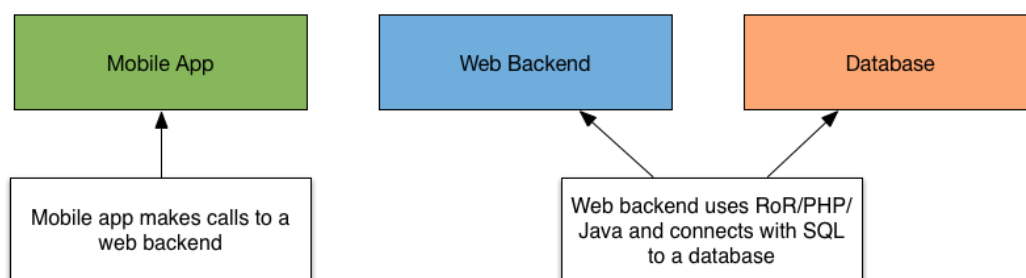 Mobile App
Web Backend
Database
Mobile app makes calls to a
web backend
Web backend uses RoR/PHP/
Java and connects with SQL
to a database